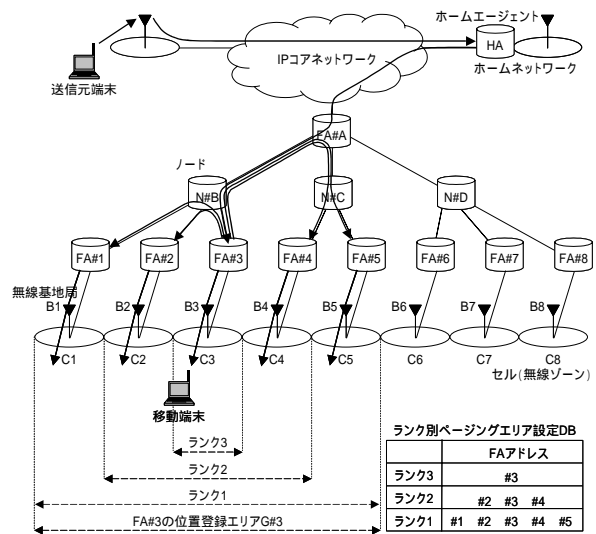 ホームエージェント
HA
IPコアネットワーク
ホームネットワーク
送信元端末
FA#A
ノード
N#B
N#C
N#D
FA#1
FA#2
FA#3
FA#4
FA#5
FA#6
FA#7
FA#8
無線基地局
B1
B2
B3
B4
B5
B6
B7
B8
C1
C2
C3
C4
C5
C6
C7
C8
セル(無線ゾーン)
移動端末
ランク3
ランク2
ランク1
FA#3の位置登録エリアG#3
ランク別ページングエリア設定DB
FAアドレス
ランク3 #3
ランク2 #2 #3 #4
ランク1 #1 #2 #3 #4 #5